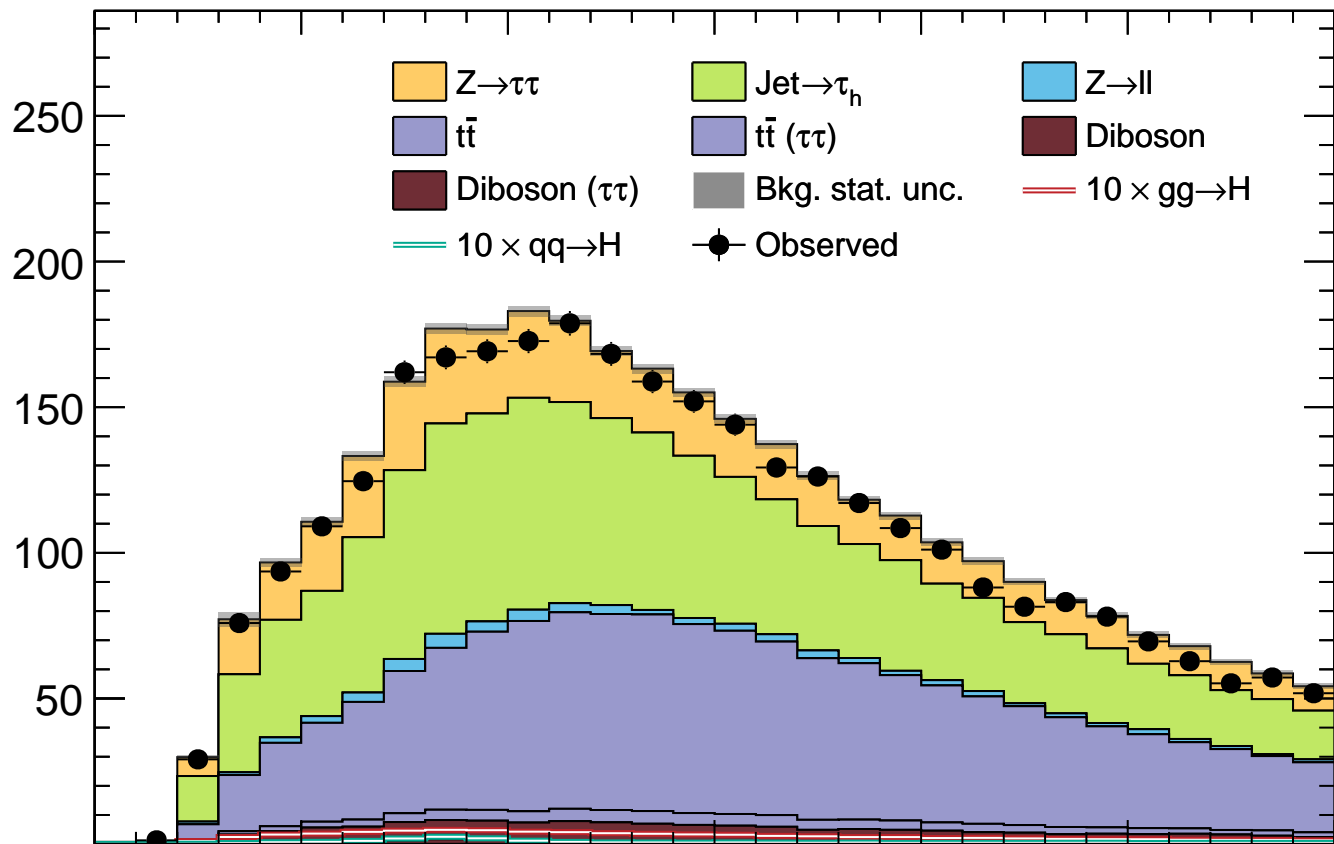 250
200
150
100
50
Z→ττ Jet→τh Z→ll
tt̄ tt̄ (ττ) Diboson
Diboson (ττ) Bkg. stat. unc. 10 × gg→H
10 × qq→H Observed